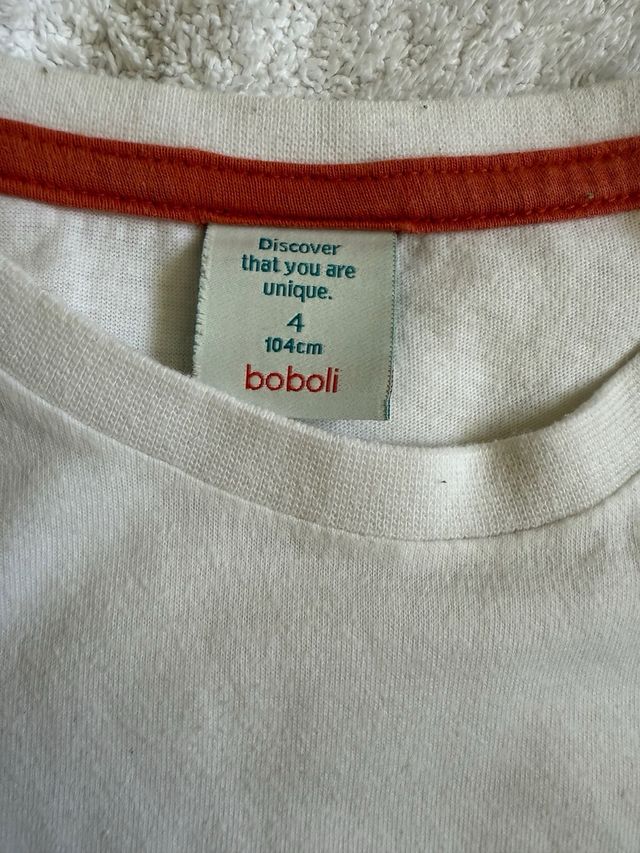 Discover
that you are
unique.
4
104cm
boboli